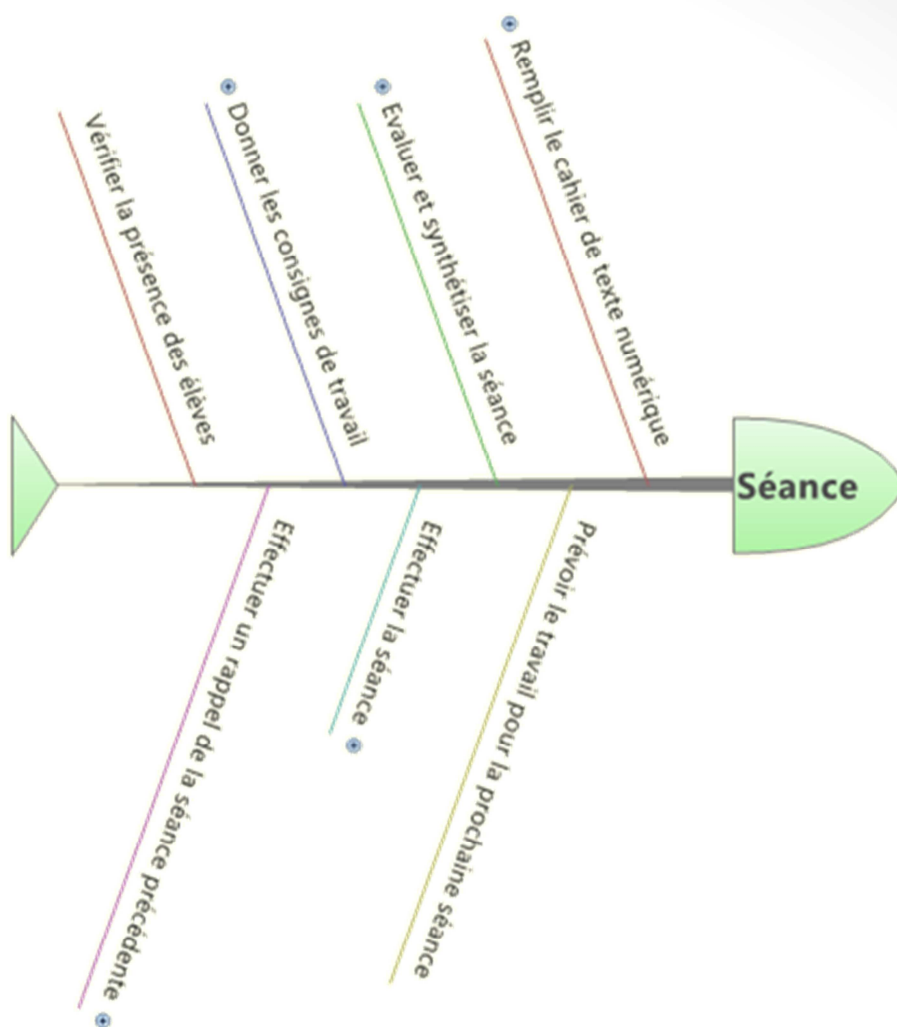 Remplir le cahier de texte numérique
Evaluer et synthétiser la séance
Donner les consignes de travail
Vérifier la présence des élèves
Séance
Effectuer un rappel de la séance précédente
Effectuer la séance
Prévoir le travail pour la prochaine séance